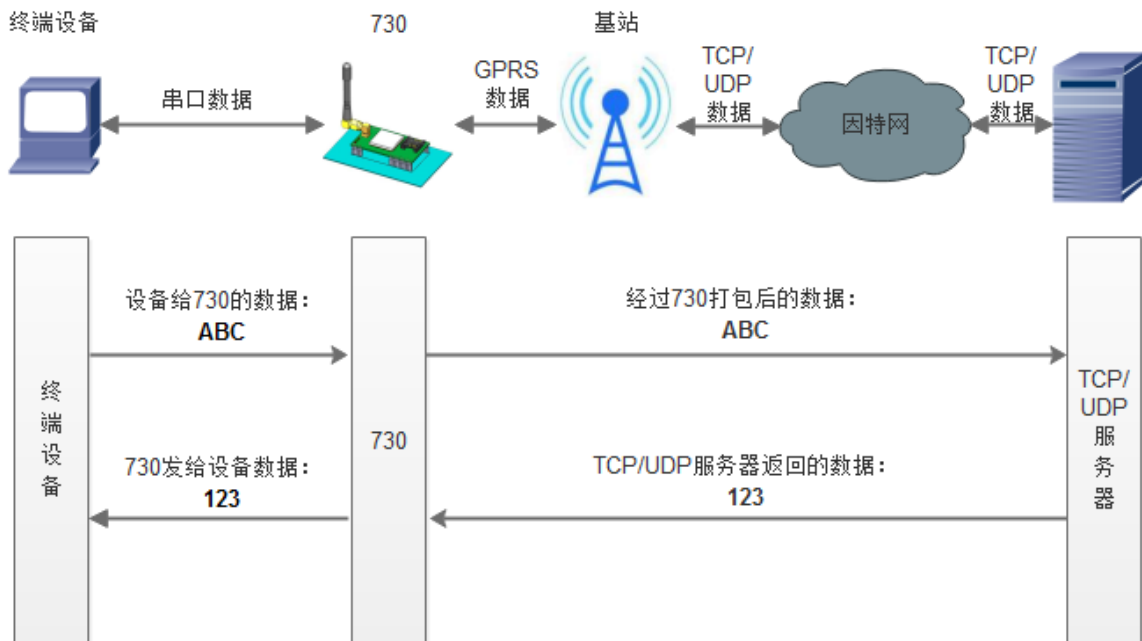 终端设备
730
基站
串口数据
GPRS
数据
TCP/
UDP
数据
因特网
TCP/
UDP
数据
设备给730的数据：
ABC
经过730打包后的数据：
ABC
终端设备
730
TCP/
UDP
服务器
730发给设备数据：
123
TCP/UDP服务器返回的数据：
123